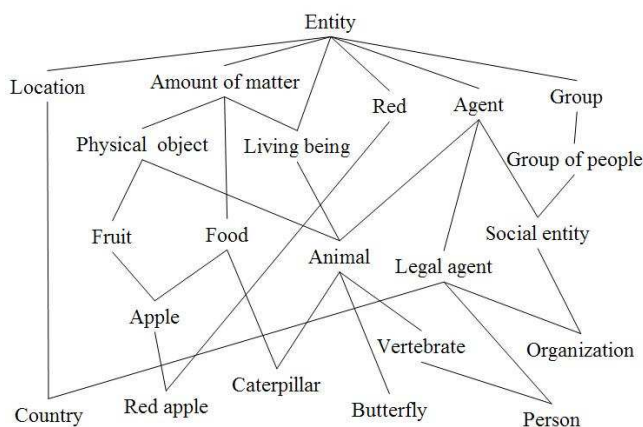 Entity
Location
Amount of matter
Red
Agent
Group
Physical object
Living being
Group of people
Fruit
Food
Animal
Legal agent
Social entity
Apple
Vertebrate
Organization
Country
Red apple
Caterpillar
Butterfly
Person